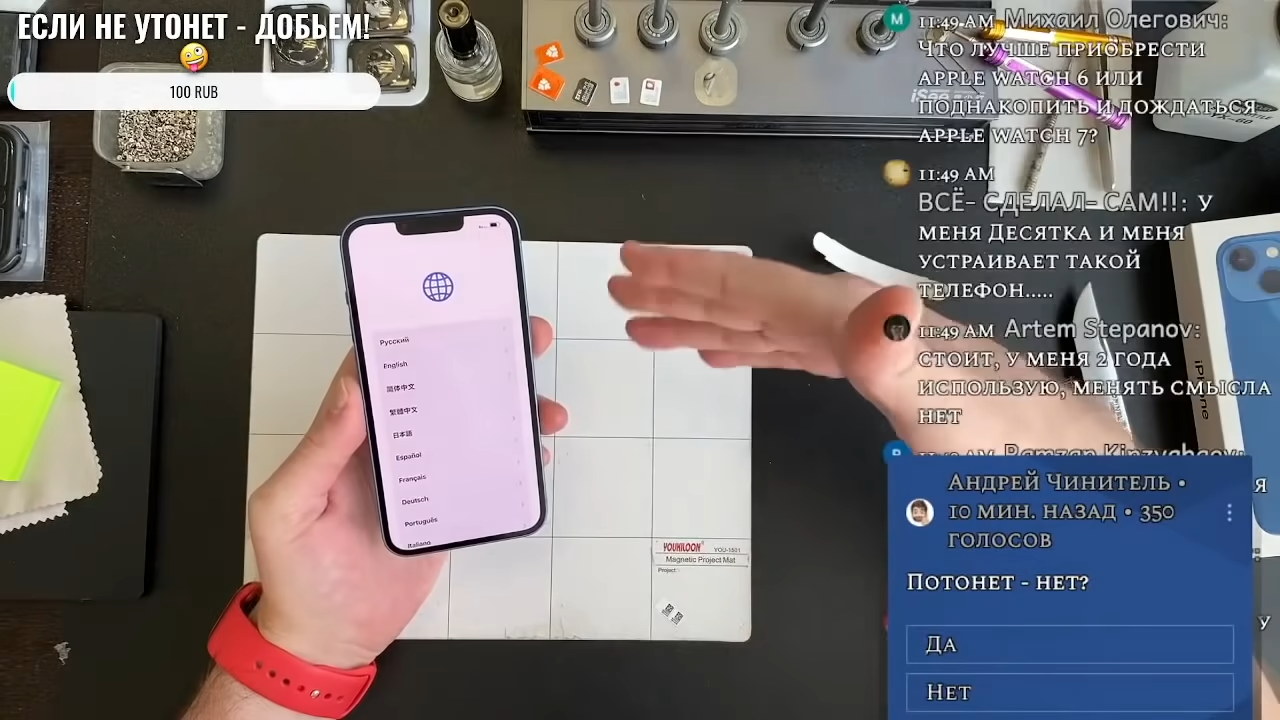 ЕСЛИ НЕ УТОНЕТ - ДОБЬЕМ!
100 RUB
11:49 AM Михаил Олегович:
Что лучше приобрести
Apple Watch 6 или
поднакопить и дождаться
Apple Watch 7?
11:49 AM
ВСЁ- СДЕЛАЛ- САМ!!: У
меня Десятка и меня
устраивает такой
телефон.....
11:49 AM Artem Stepanov:
стоит, у меня 2 года
использую, менять смысла
нет
Андрей Чинитель •
10 мин. назад • 350
голосов
Потонет - нет?
Да
Нет
Русский
English
简体中文
繁體中文
日本語
Español
Français
Deutsch
Português
Italiano
YOUKILOON
YOU-1501
Magnetic Project Mat
Project:
iPhone